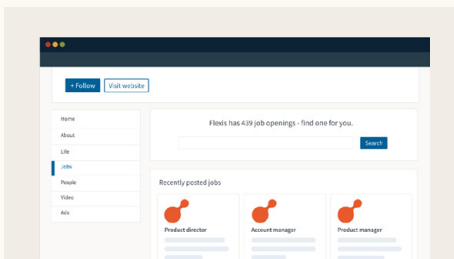 + Follow
Visit website
Home
About
Life
Jobs
People
Video
Ads
Flexis has 439 job openings - find one for you.
Search
Recently posted jobs
Product director
Account manager
Product manager